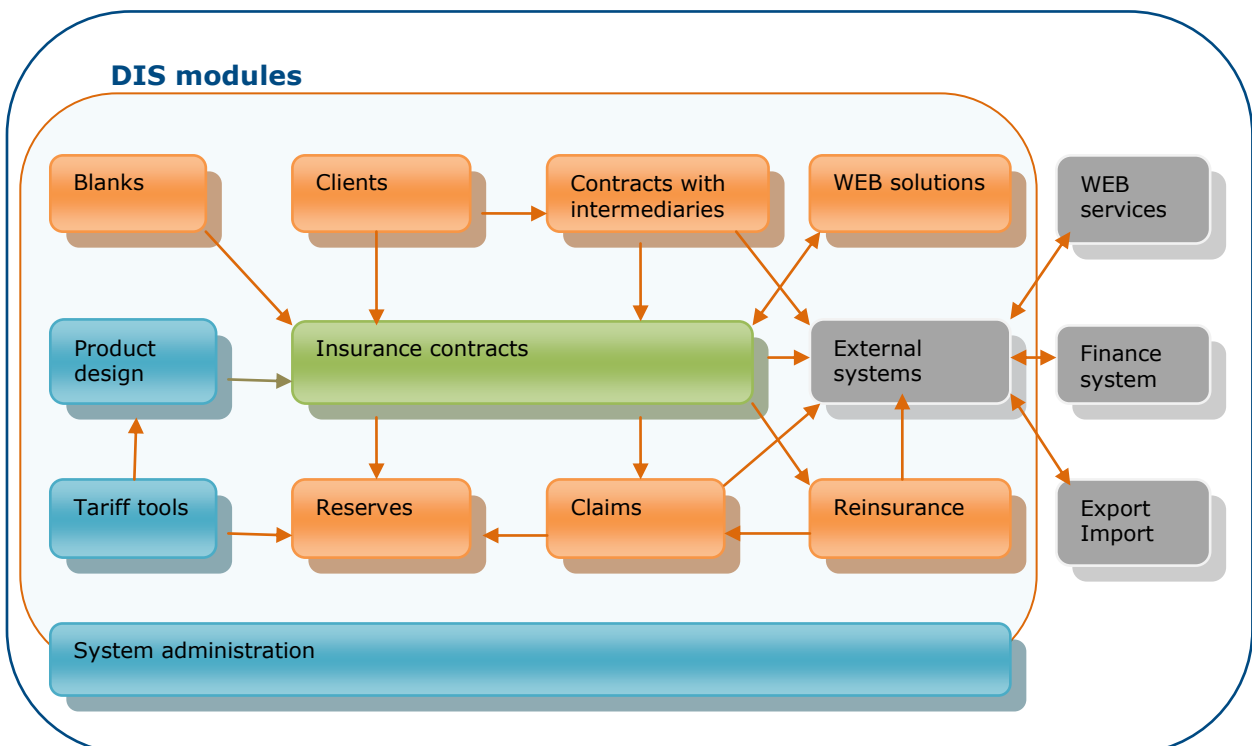 DIS modules
Blanks
Clients
Contracts with
intermediaries
WEB solutions
WEB
services
Product
design
Insurance contracts
External
systems
Finance
system
Tariff tools
Reserves
Claims
Reinsurance
Export
Import
System administration